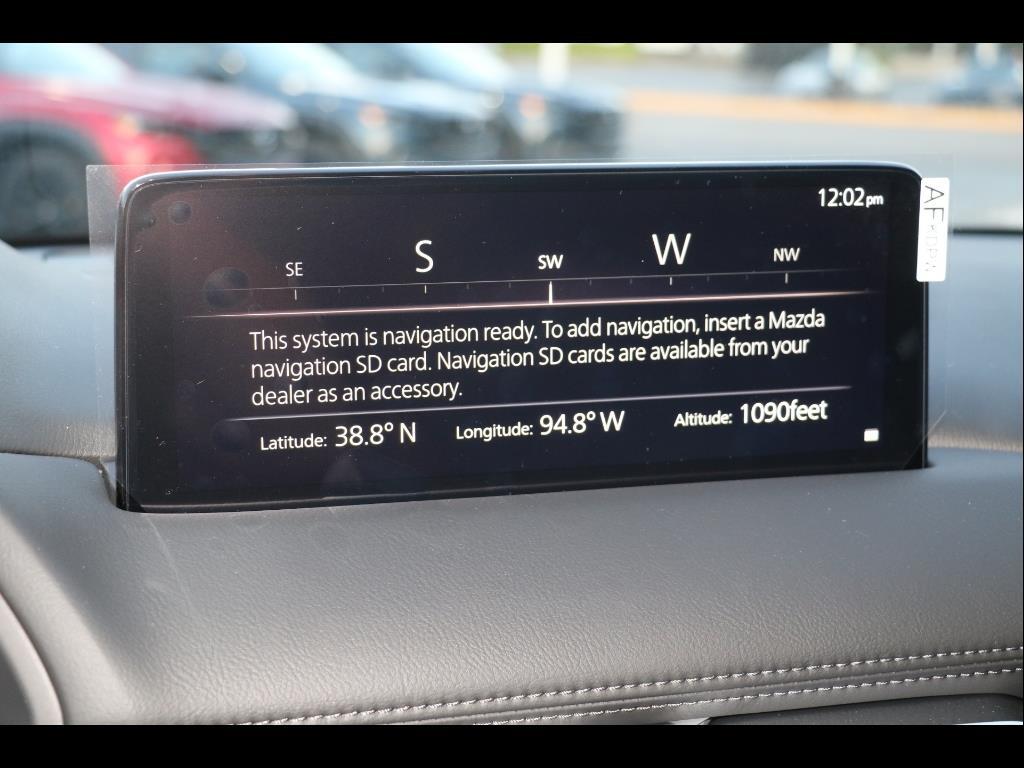 12:02pm
SE S SW W NW
This system is navigation ready. To add navigation, insert a Mazda
navigation SD card. Navigation SD cards are available from your
dealer as an accessory.
Latitude: 38.8° N Longitude: 94.8° W Altitude: 1090feet
AF